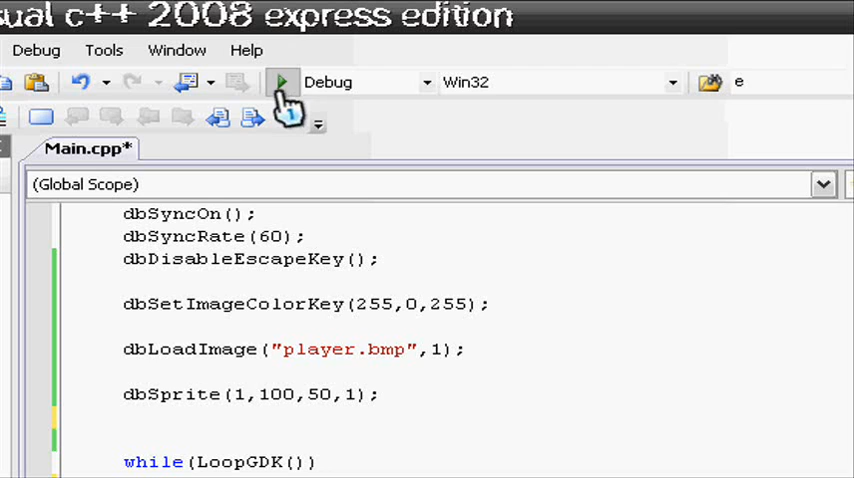 c++ 2008 express edition
Debug Tools Window Help
Debug Win32 e
Main.cpp*
(Global Scope)
dbSyncOn();
dbSyncRate(60);
dbDisableEscapeKey();
dbSetImageColorKey(255,0,255);
dbLoadImage("player.bmp",1);
dbSprite(1,100,50,1);
while(LoopGDK())